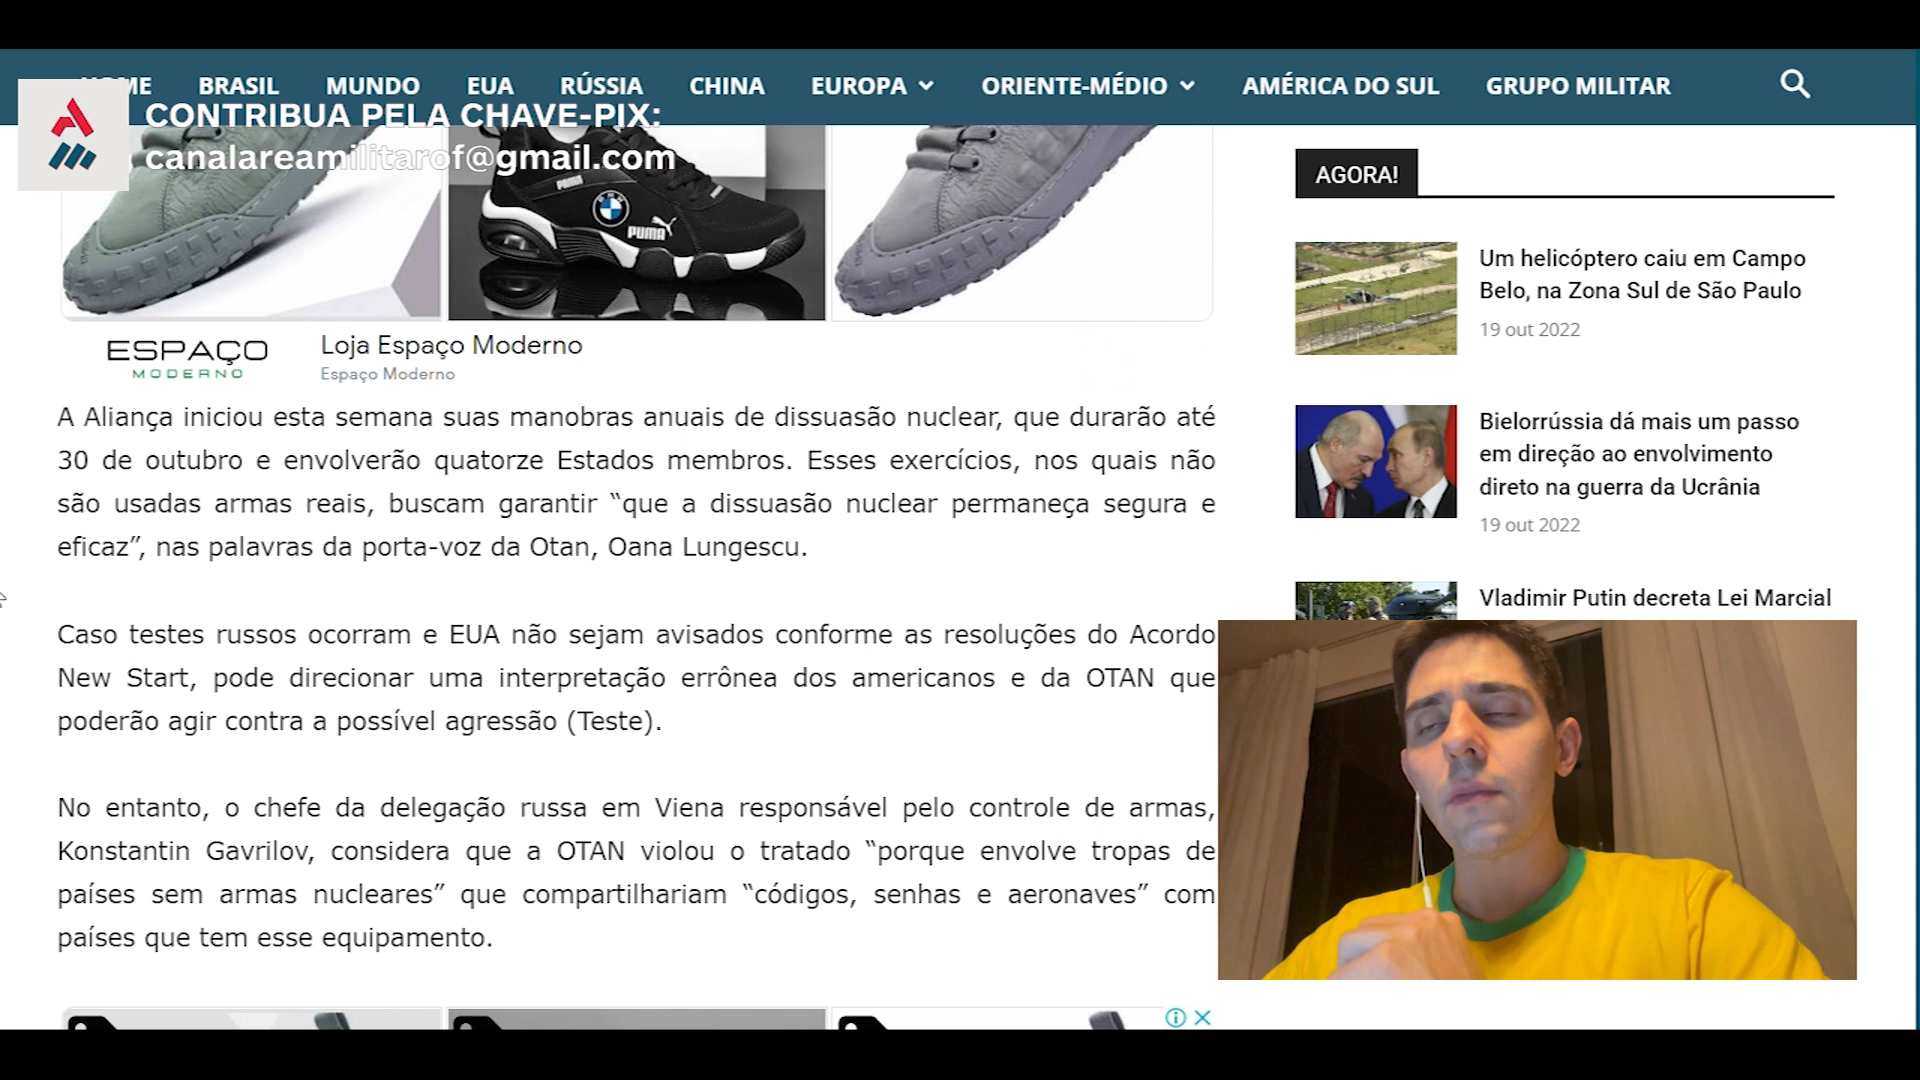 HOME BRASIL MUNDO EUA RÚSSIA CHINA EUROPA ORIENTE-MÉDIO AMÉRICA DO SUL GRUPO MILITAR
CONTRIBUA PELA CHAVE-PIX:
canalareamilitarof@gmail.com
PUMA
PUMA
ESPAÇO
MODERNO
Loja Espaço Moderno
Espaço Moderno
A Aliança iniciou esta semana suas manobras anuais de dissuasão nuclear, que durarão até
30 de outubro e envolverão quatorze Estados membros. Esses exercícios, nos quais não
são usadas armas reais, buscam garantir “que a dissuasão nuclear permaneça segura e
eficaz”, nas palavras da porta-voz da Otan, Oana Lungescu.
Caso testes russos ocorram e EUA não sejam avisados conforme as resoluções do Acordo
New Start, pode direcionar uma interpretação errônea dos americanos e da OTAN que
poderão agir contra a possível agressão (Teste).
No entanto, o chefe da delegação russa em Viena responsável pelo controle de armas,
Konstantin Gavrilov, considera que a OTAN violou o tratado “porque envolve tropas de
países sem armas nucleares” que compartilhariam “códigos, senhas e aeronaves” com
países que tem esse equipamento.
AGORA!
Um helicóptero caiu em Campo
Belo, na Zona Sul de São Paulo
19 out 2022
Bielorrússia dá mais um passo
em direção ao envolvimento
direto na guerra da Ucrânia
19 out 2022
Vladimir Putin decreta Lei Marcial